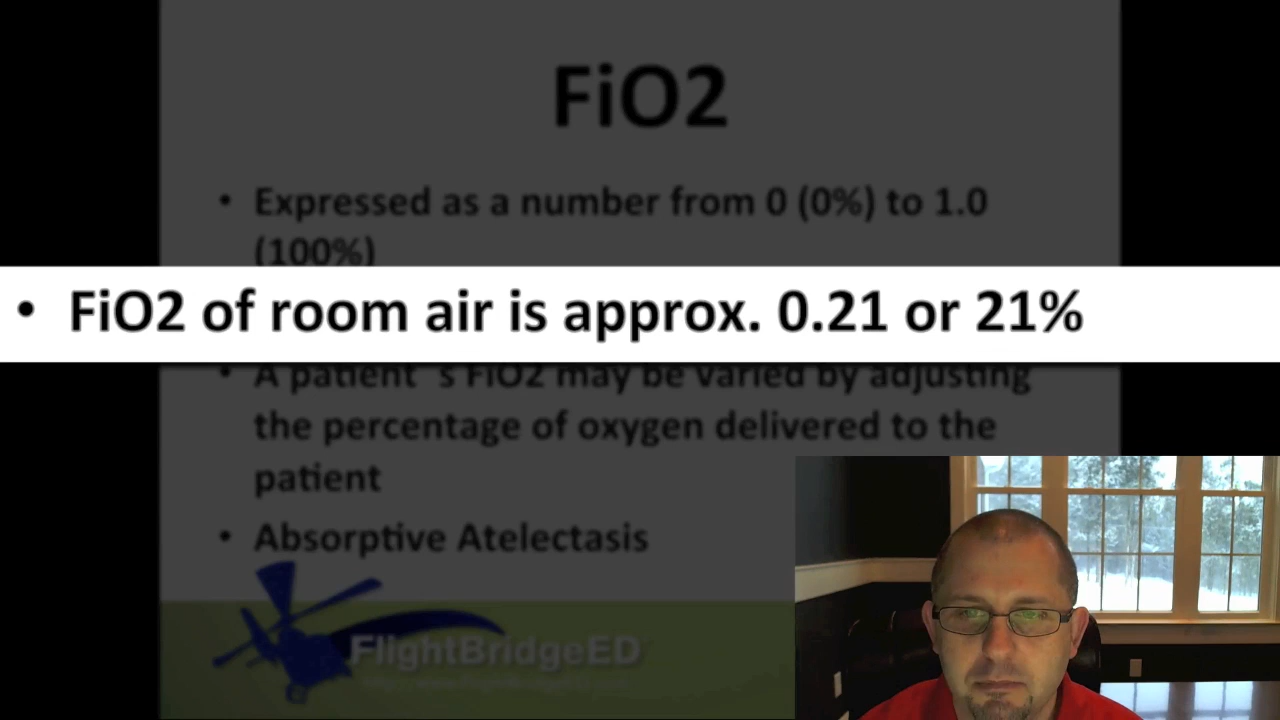 FiO2
• Expressed as a number from 0 (0%) to 1.0
(100%)
• FiO2 of room air is approx. 0.21 or 21%
• A patient's FiO2 may be varied by adjusting
the percentage of oxygen delivered to the
patient
• Absorptive Atelectasis
FlightBridgeED